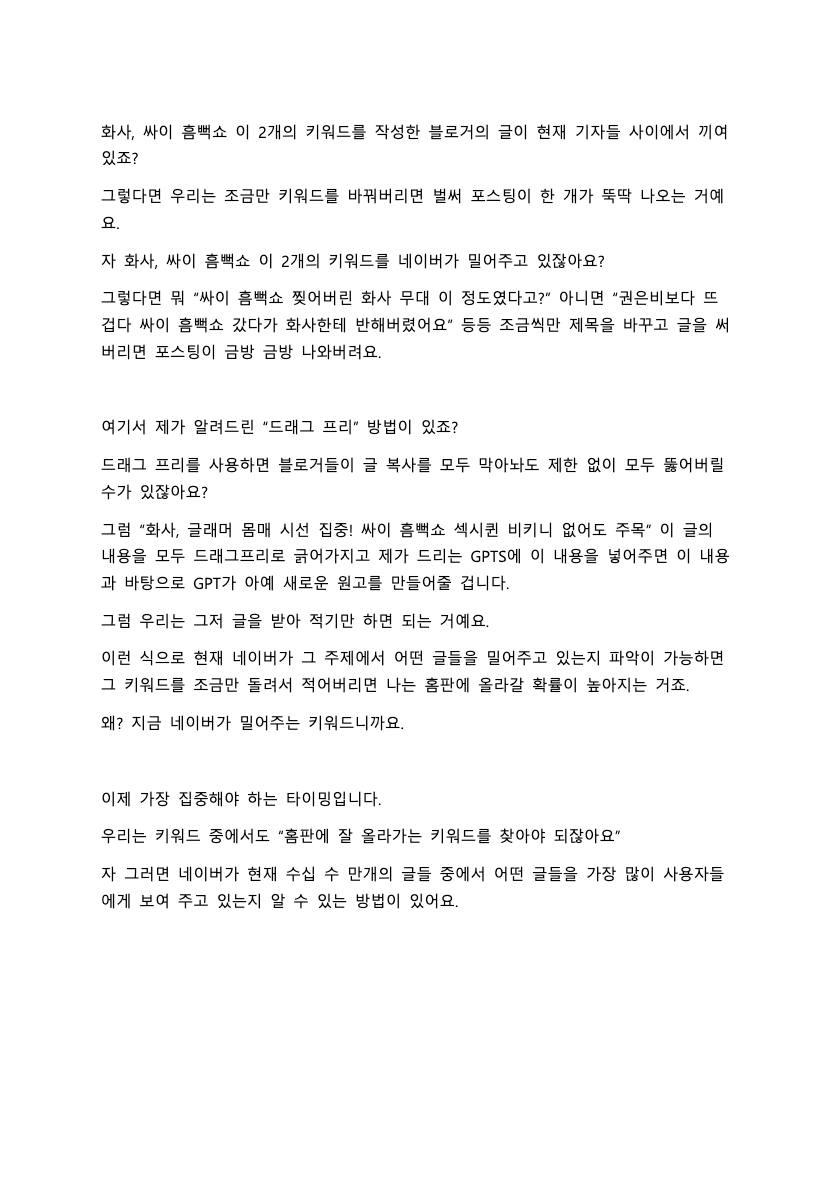 화사, 싸이 흠뻑쇼 이 2개의 키워드를 작성한 블로거의 글이 현재 기자들 사이에서 끼여
있죠?
그렇다면 우리는 조금만 키워드를 바꿔버리면 벌써 포스팅이 한 개가 뚝딱 나오는 거예
요.
자 화사, 싸이 흠뻑쇼 이 2개의 키워드를 네이버가 밀어주고 있잖아요?
그렇다면 뭐 “싸이 흠뻑쇼 찢어버린 화사 무대 이 정도였다고?” 아니면 “권은비보다 뜨
겁다 싸이 흠뻑쇼 갔다가 화사한테 반해버렸어요” 등등 조금씩만 제목을 바꾸고 글을 써
버리면 포스팅이 금방 금방 나와버려요.
여기서 제가 알려드린 “드래그 프리” 방법이 있죠?
드래그 프리를 사용하면 블로거들이 글 복사를 모두 막아놔도 제한 없이 모두 뚫어버릴
수가 있잖아요?
그럼 “화사, 글래머 몸매 시선 집중! 싸이 흠뻑쇼 섹시퀸 비키니 없어도 주목” 이 글의
내용을 모두 드래그프리로 긁어가지고 제가 드리는 GPTS에 이 내용을 넣어주면 이 내용
과 바탕으로 GPT가 아예 새로운 원고를 만들어줄 겁니다.
그럼 우리는 그저 글을 받아 적기만 하면 되는 거예요.
이런 식으로 현재 네이버가 그 주제에서 어떤 글들을 밀어주고 있는지 파악이 가능하면
그 키워드를 조금만 돌려서 적어버리면 나는 홈판에 올라갈 확률이 높아지는 거죠.
왜? 지금 네이버가 밀어주는 키워드니까요.
이제 가장 집중해야 하는 타이밍입니다.
우리는 키워드 중에서도 “홈판에 잘 올라가는 키워드를 찾아야 되잖아요”
자 그러면 네이버가 현재 수십 수 만개의 글들 중에서 어떤 글들을 가장 많이 사용자들
에게 보여 주고 있는지 알 수 있는 방법이 있어요.